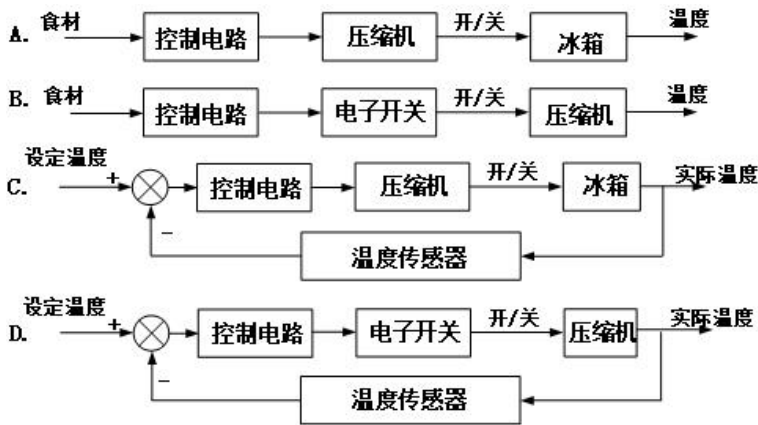 A. 食材 控制电路 压缩机 开/关 冰箱 温度
B. 食材 控制电路 电子开关 开/关 压缩机 温度
C. 设定温度 + - 控制电路 压缩机 开/关 冰箱 实际温度
温度传感器
D. 设定温度 + - 控制电路 电子开关 开/关 压缩机 实际温度
温度传感器